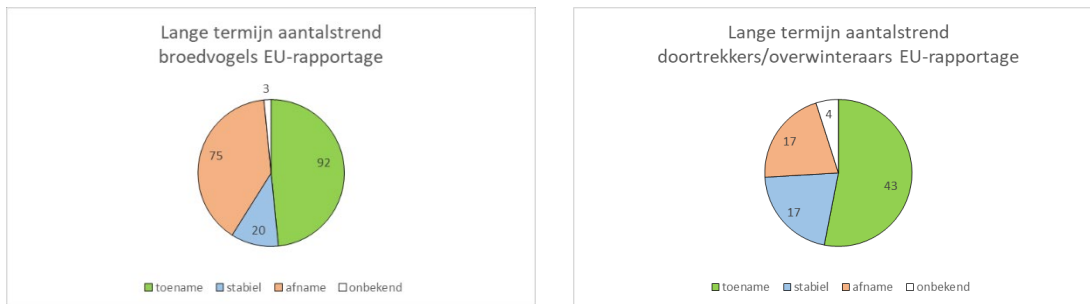 Lange termijn aantalstrend
broedvogels EU-rapportage
3
75
92
20
toename stabiel afname onbekend
Lange termijn aantalstrend
doortrekkers/overwinteraars EU-rapportage
4
17
43
17
toename stabiel afname onbekend